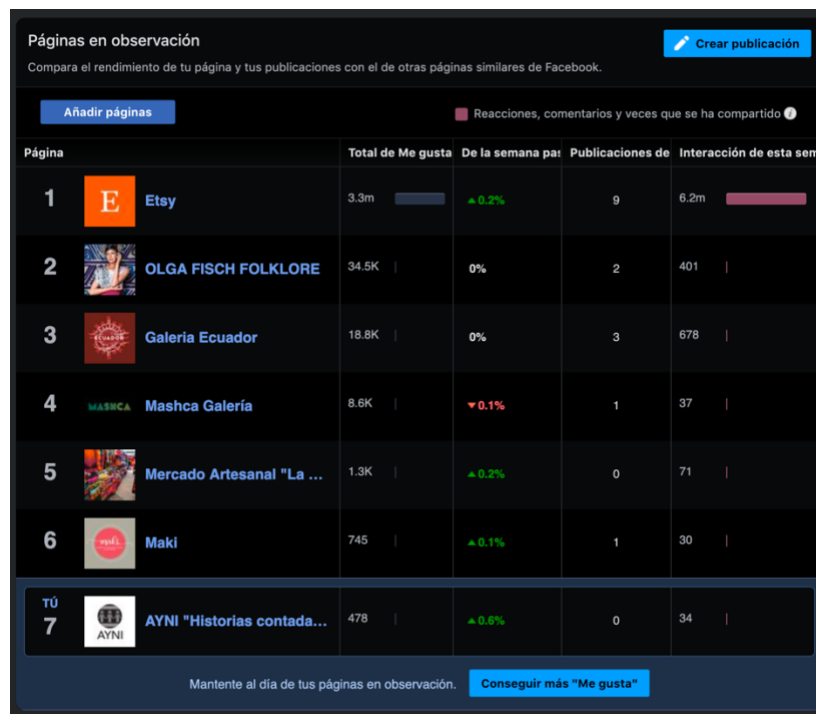 Páginas en observación
Crear publicación
Compara el rendimiento de tu página y tus publicaciones con el de otras páginas similares de Facebook.
Añadir páginas
Reacciones, comentarios y veces que se ha compartido
Página Total de Me gusta De la semana pas Publicaciones de Interacción de esta sem
1 E Etsy 3.3m 0.2% 9 6.2m
2 OLGA FISCH FOLKLORE 34.5K 0% 2 401
3 ECUADOR Galeria Ecuador 18.8K 0% 3 678
4 MASHCA Mashca Galería 8.6K 0.1% 1 37
5 Mercado Artesanal "La ... 1.3K 0.2% 0 71
6 Maki 745 0.1% 1 30
TÚ
7 AYNI AYNI "Historias contada... 478 0.6% 0 34
Mantente al día de tus páginas en observación.
Conseguir más "Me gusta"